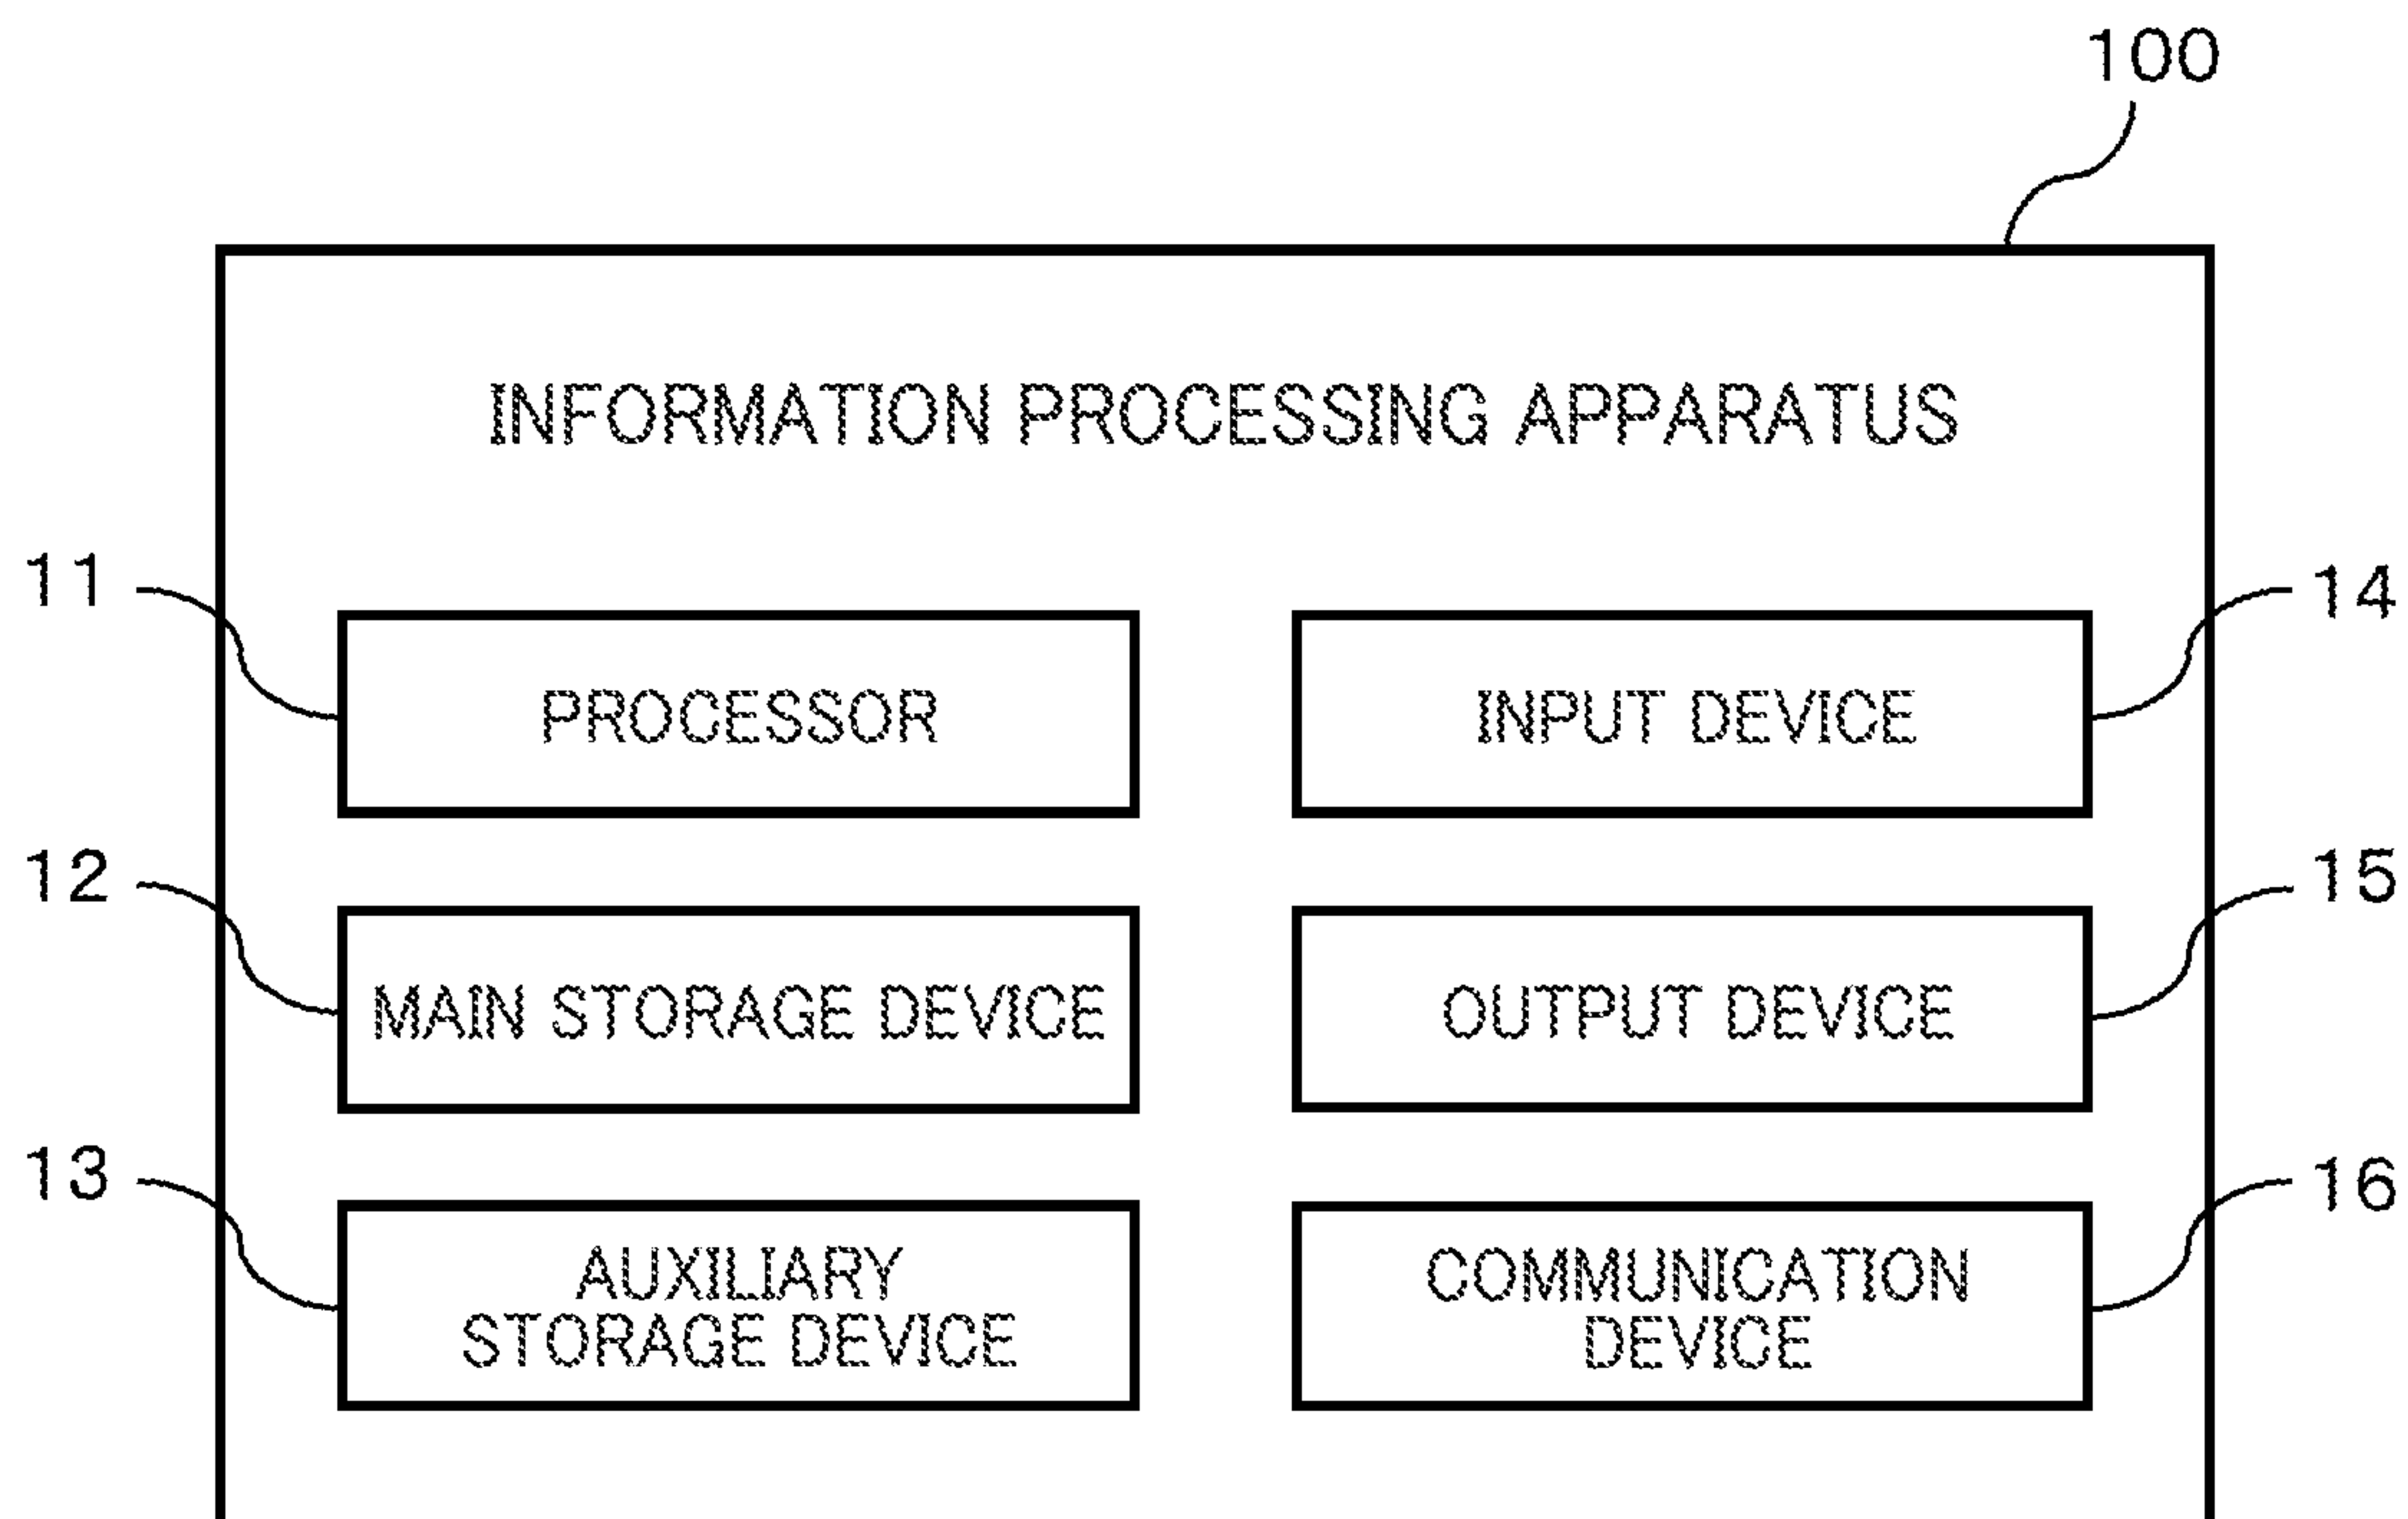 100
INFORMATION PROCESSING APPARATUS
11
PROCESSOR
INPUT DEVICE
14
12
MAIN STORAGE DEVICE
OUTPUT DEVICE
15
13
AUXILIARY
STORAGE DEVICE
COMMUNICATION
DEVICE
16